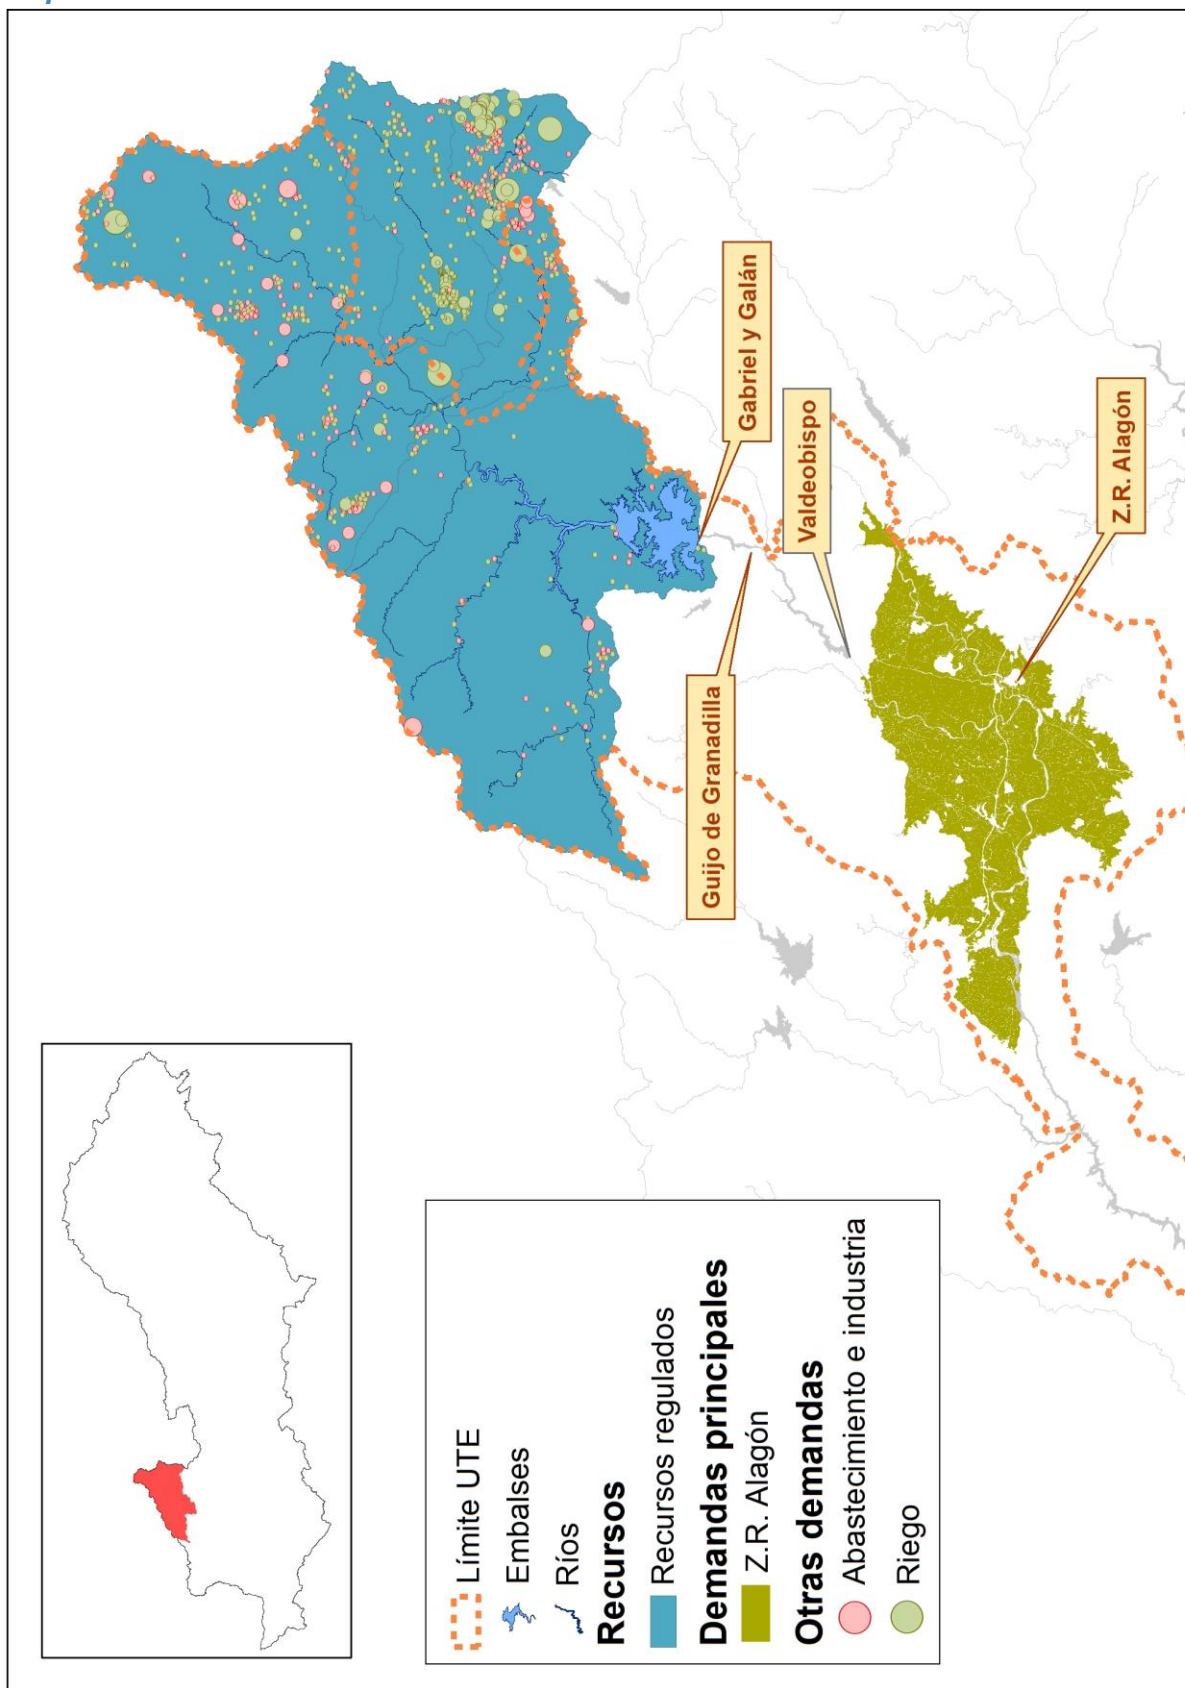 Gabriel y Galán
Valdeobispo
Guijo de Granadilla
Z.R. Alagón
Límite UTE
Embalses
Ríos
Recursos
Recursos regulados
Demandas principales
Z.R. Alagón
Otras demandas
Abastecimiento e industria
Riego